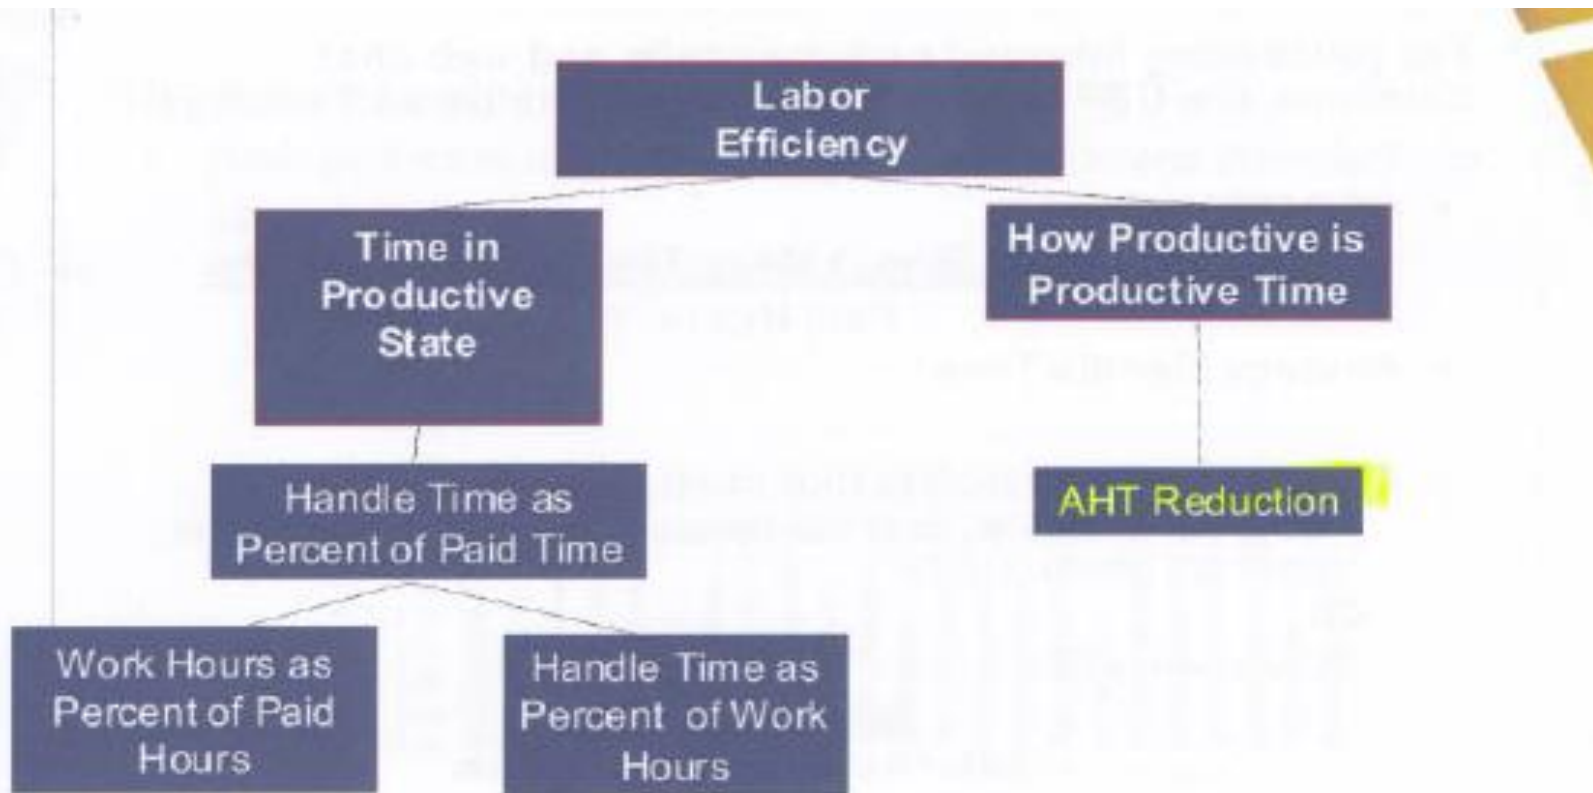 Labor
Efficiency
Time in
Productive
State
How Productive is
Productive Time
Handle Time as
Percent of Paid Time
AHT Reduction
Work Hours as
Percent of Paid
Hours
Handle Time as
Percent of Work
Hours